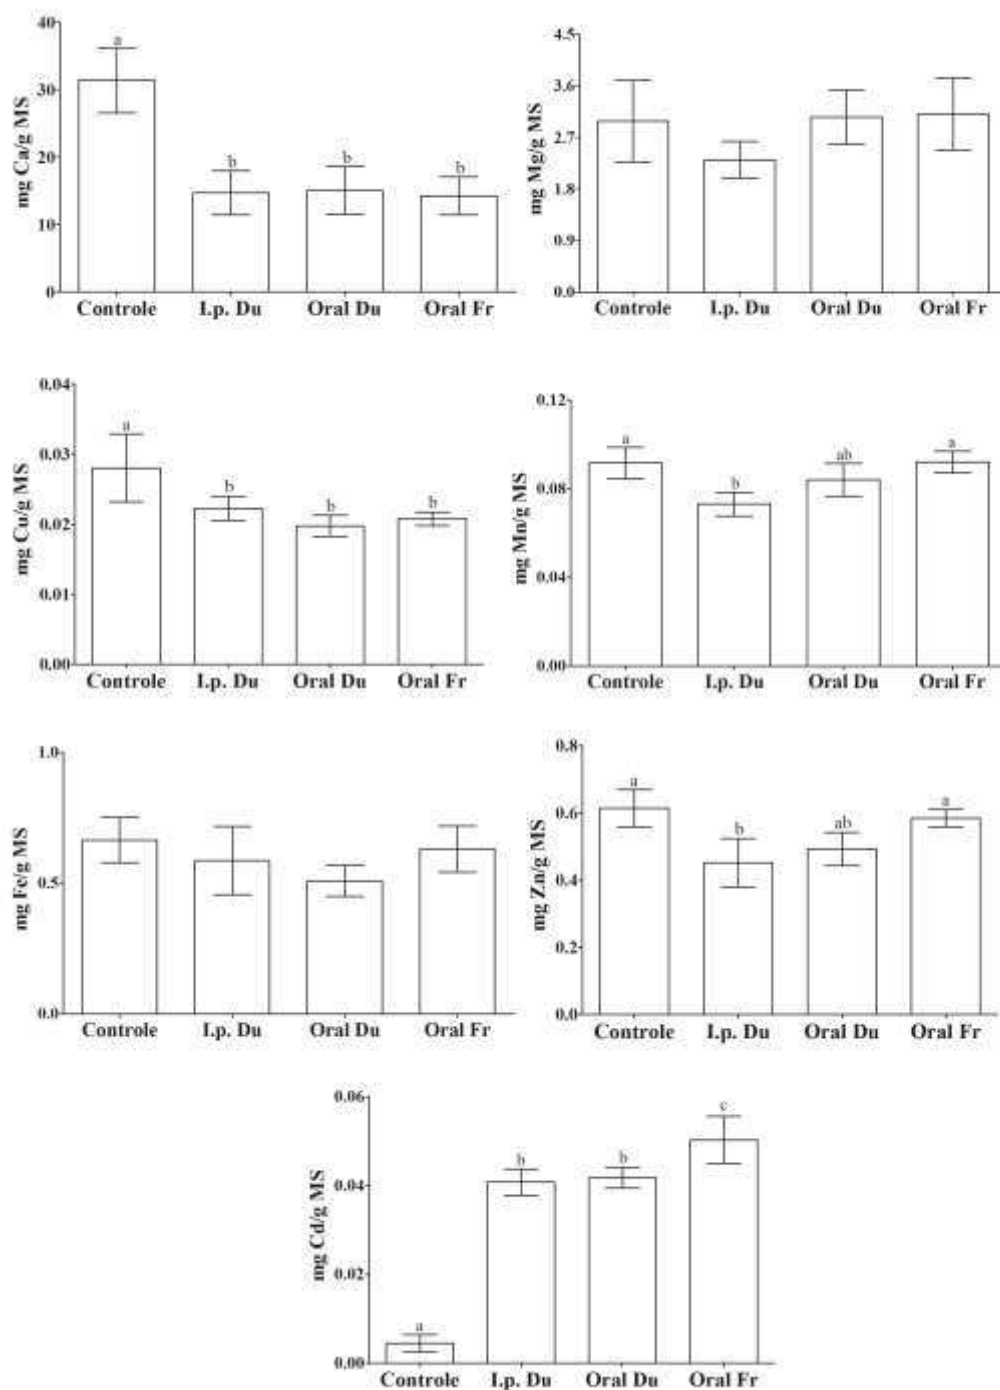 mg Ca/g MS
40
30
20
10
0
a
b
b
b
Controle I.p. Du Oral Du Oral Fr
mg Mg/g MS
4.5
3.6
2.7
1.8
0.9
0.0
Controle I.p. Du Oral Du Oral Fr
mg Cu/g MS
0.04
0.03
0.02
0.01
0.00
a
b
b
b
Controle I.p. Du Oral Du Oral Fr
mg Mn/g MS
0.12
0.08
0.04
0.00
a
b
ab
a
Controle I.p. Du Oral Du Oral Fr
mg Fe/g MS
1.0
0.5
0.0
Controle I.p. Du Oral Du Oral Fr
mg Zn/g MS
0.8
0.6
0.4
0.2
0.0
a
b
ab
a
Controle I.p. Du Oral Du Oral Fr
mg Cd/g MS
0.06
0.04
0.02
0.00
a
b
b
c
Controle I.p. Du Oral Du Oral Fr